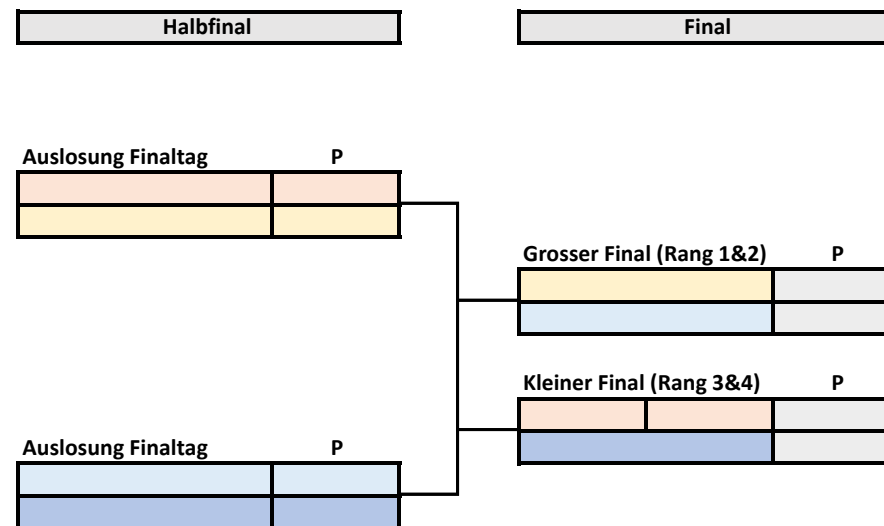 Halbfinal
Final
Auslosung Finaltag P
Grosser Final (Rang 1&2) P
Kleiner Final (Rang 3&4) P
Auslosung Finaltag P